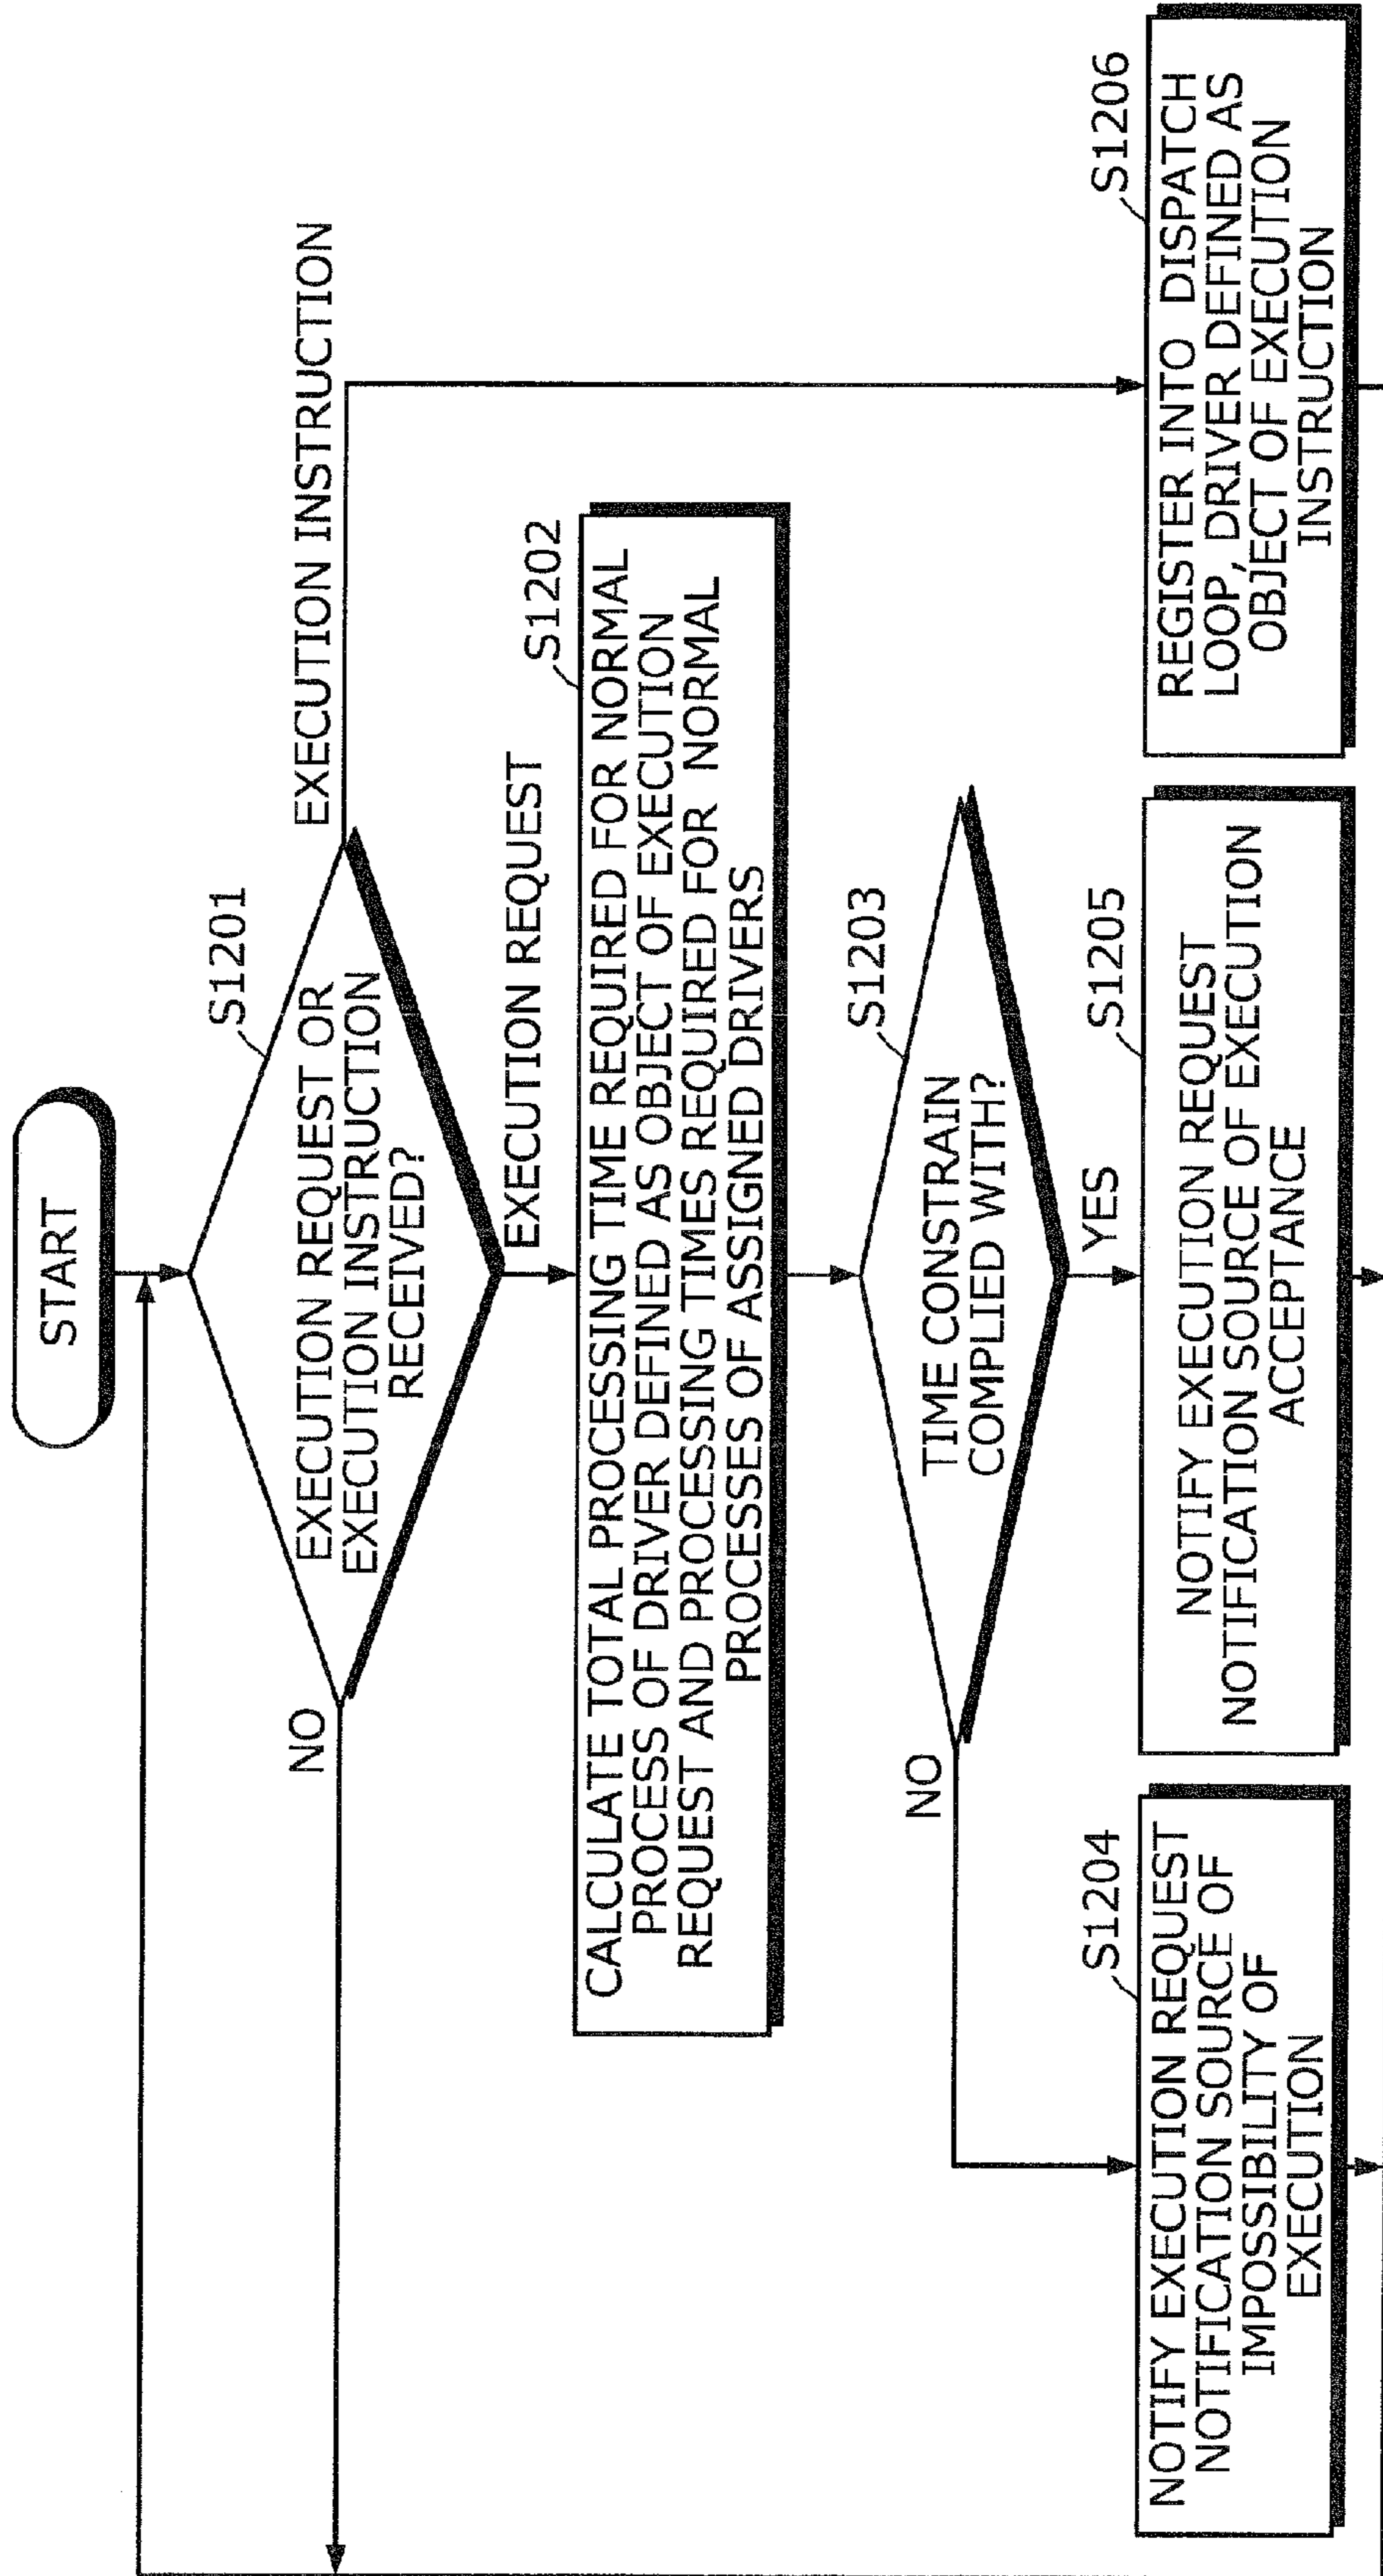 START
S1201
EXECUTION REQUEST OR
EXECUTION INSTRUCTION
RECEIVED?
NO
EXECUTION INSTRUCTION
EXECUTION REQUEST
S1202
CALCULATE TOTAL PROCESSING TIME REQUIRED FOR NORMAL
PROCESS OF DRIVER DEFINED AS OBJECT OF EXECUTION
REQUEST AND PROCESSING TIMES REQUIRED FOR NORMAL
PROCESSES OF ASSIGNED DRIVERS
S1203
TIME CONSTRAIN
COMPLIED WITH?
NO
YES
S1204
NOTIFY EXECUTION REQUEST
NOTIFICATION SOURCE OF
IMPOSSIBILITY OF
EXECUTION
S1205
NOTIFY EXECUTION REQUEST
NOTIFICATION SOURCE OF EXECUTION
ACCEPTANCE
S1206
REGISTER INTO DISPATCH
LOOP, DRIVER DEFINED AS
OBJECT OF EXECUTION
INSTRUCTION